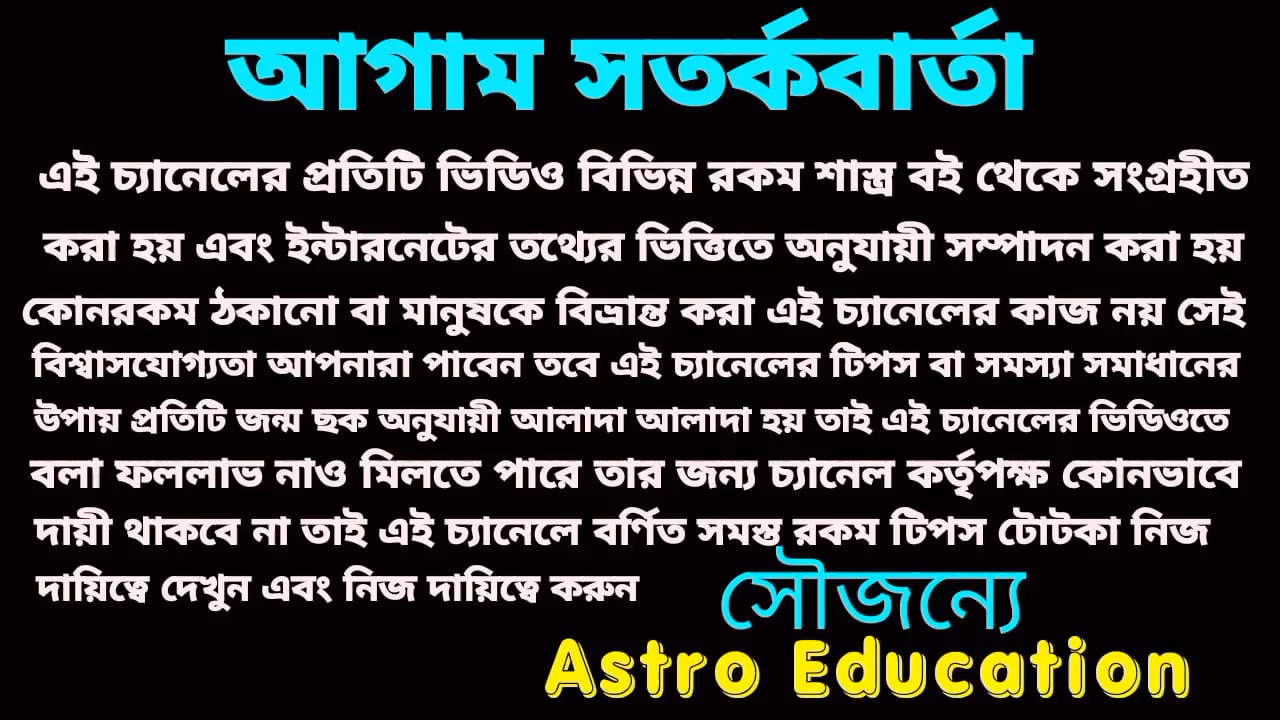 আগাম সতর্কবার্তা
এই চ্যানেলের প্রতিটি ভিডিও বিভিন্ন রকম শাস্ত্র বই থেকে সংগ্রহীত
করা হয় এবং ইন্টারনেটের তথ্যের ভিত্তিতে অনুযায়ী সম্পাদন করা হয়
কোনরকম ঠকানো বা মানুষকে বিভ্রান্ত করা এই চ্যানেলের কাজ নয় সেই
বিশ্বাসযোগ্যতা আপনারা পাবেন তবে এই চ্যানেলের টিপস বা সমস্যা সমাধানের
উপায় প্রতিটি জন্ম ছক অনুযায়ী আলাদা আলাদা হয় তাই এই চ্যানেলের ভিডিওতে
বলা ফললাভ নাও মিলতে পারে তার জন্য চ্যানেল কর্তৃপক্ষ কোনভাবে
দায়ী থাকবে না তাই এই চ্যানেলে বর্ণিত সমস্ত রকম টিপস টোটকা নিজ
দায়িত্বে দেখুন এবং নিজ দায়িত্বে করুন
সৌজন্যে
Astro Education